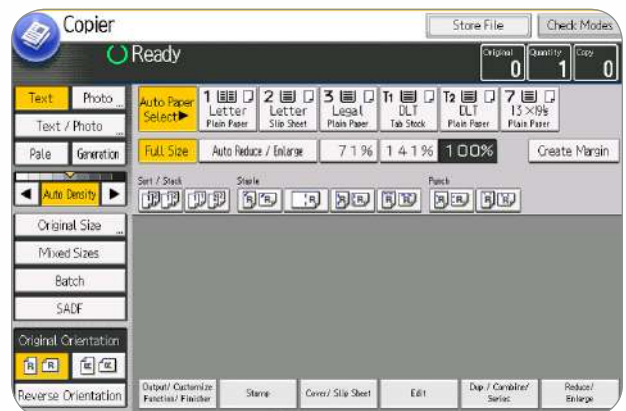 Copier
Store File
Check Modes
Ready
Original
Quantity
Copy
0
1
0
Text
Photo
Auto Paper
Select▶
1
Letter
Plain Paper
2
Letter
Slip Sheet
3
Legal
Plain Paper
T1
DLT
Tab Stock
T2
DLT
Plain Paper
7
Plain Paper
Text / Photo
Pale
Generation
Full Size
Auto Reduce / Enlarge
71%
141%
100%
Create Margin
Auto Density
Sort / Stack
Staple
Punch
Original Size
Mixed Sizes
Batch
SADF
Original Orientation
R
R
R
R
Reverse Orientation
Output/ Customize
Function/ Finisher
Stamp
Cover/ Slip Sheet
Edit
Dup./ Combine/
Series
Reduce/
Enlarge